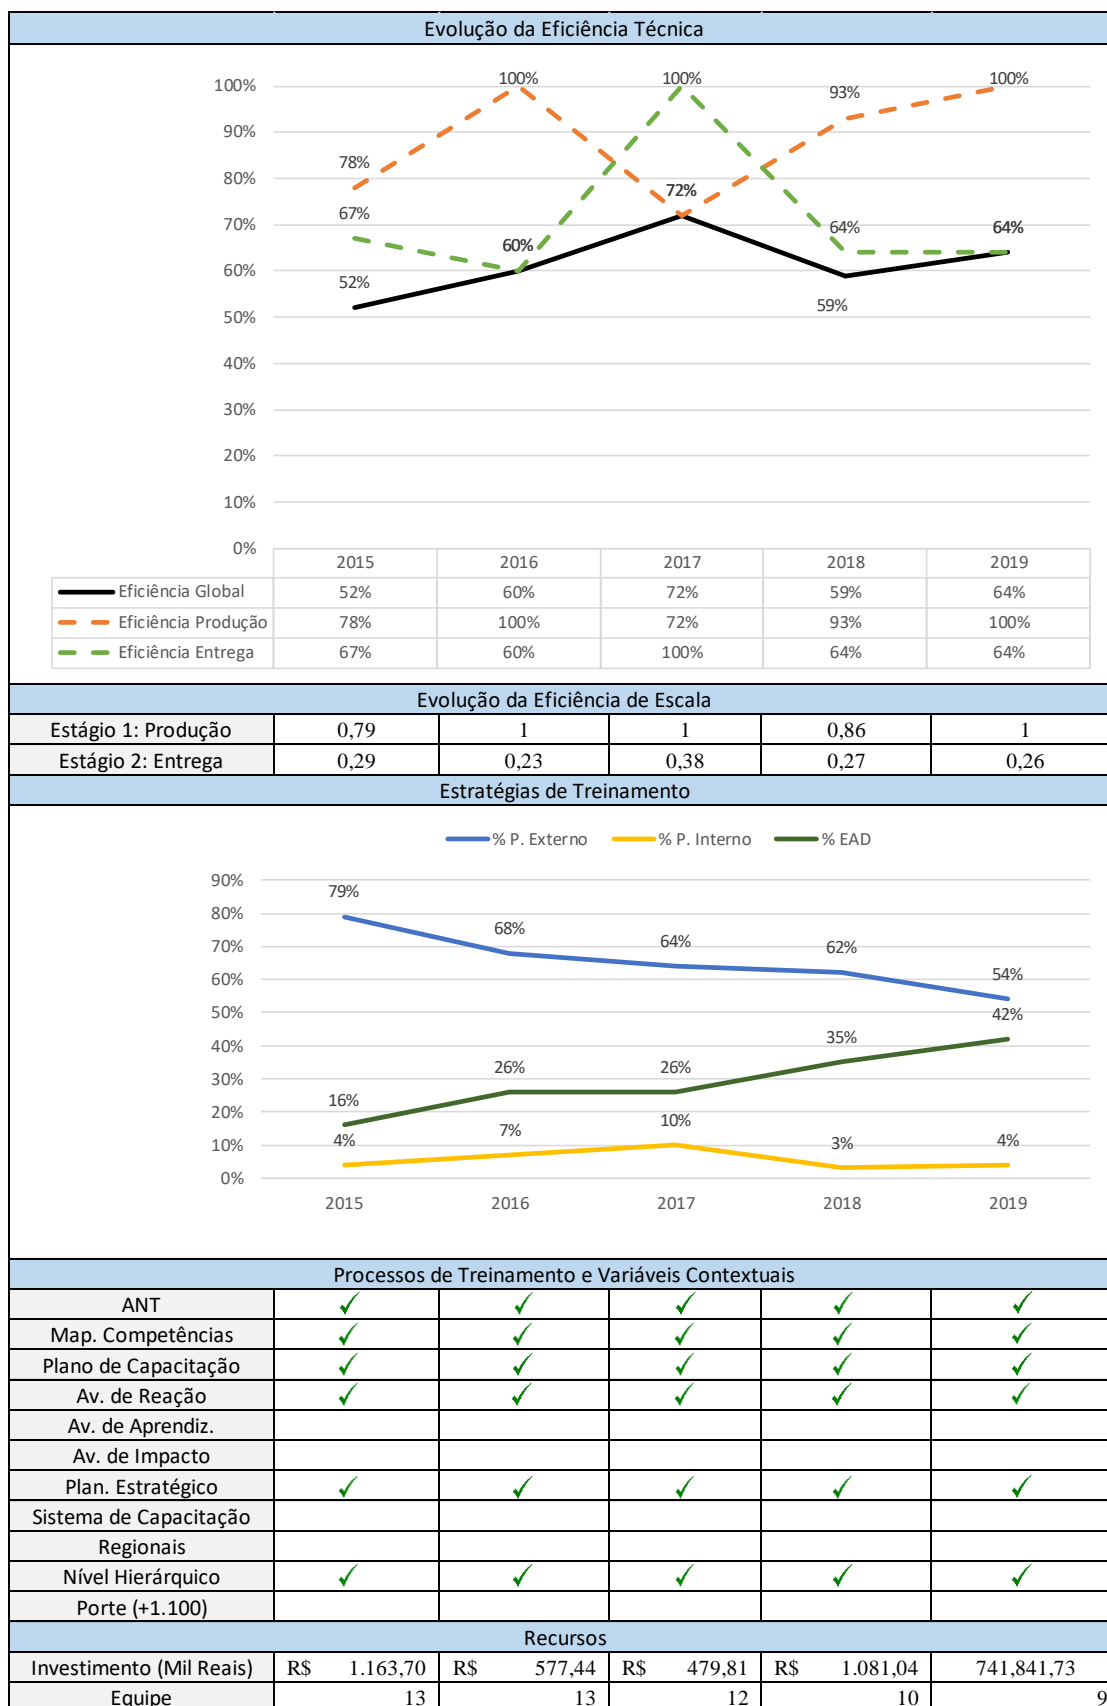 Evolução da Eficiência Técnica
100%
90%
80%
70%
60%
50%
40%
30%
20%
10%
0%
78%
100%
72%
93%
100%
67%
60%
100%
64%
64%
52%
60%
72%
59%
64%
2015 2016 2017 2018 2019
Eficiência Global 52% 60% 72% 59% 64%
Eficiência Produção 78% 100% 72% 93% 100%
Eficiência Entrega 67% 60% 100% 64% 64%
Evolução da Eficiência de Escala
Estágio 1: Produção 0,79 1 1 0,86 1
Estágio 2: Entrega 0,29 0,23 0,38 0,27 0,26
Estratégias de Treinamento
% P. Externo % P. Interno % EAD
90%
80%
70%
60%
50%
40%
30%
20%
10%
0%
79% 68% 64% 62% 54%
16% 26% 26% 35% 42%
4% 7% 10% 3% 4%
2015 2016 2017 2018 2019
Processos de Treinamento e Variáveis Contextuais
ANT ✓ ✓ ✓ ✓ ✓
Map. Competências ✓ ✓ ✓ ✓ ✓
Plano de Capacitação ✓ ✓ ✓ ✓ ✓
Av. de Reação ✓ ✓ ✓ ✓ ✓
Av. de Aprendiz.
Av. de Impacto
Plan. Estratégico ✓ ✓ ✓ ✓ ✓
Sistema de Capacitação
Regionais
Nível Hierárquico ✓ ✓ ✓ ✓ ✓
Porte (+1.100)
Recursos
Investimento (Mil Reais) R$ 1.163,70 R$ 577,44 R$ 479,81 R$ 1.081,04 741,841,73
Equipe 13 13 12 10 9